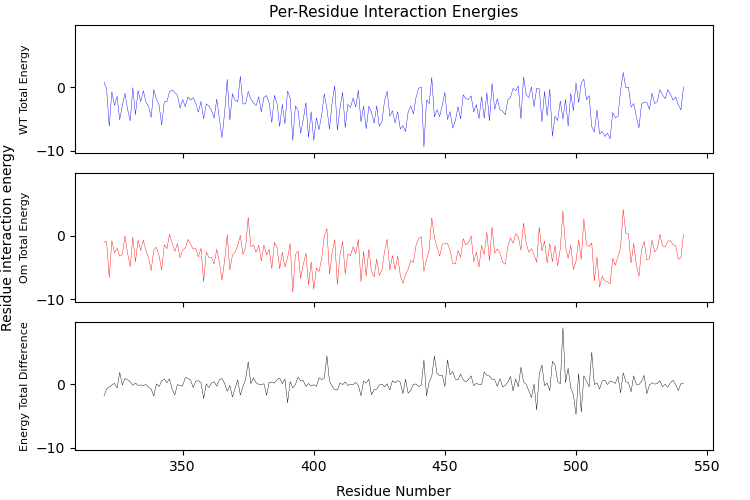 Per-Residue Interaction Energies
Residue interaction energy
WT Total Energy
0
−10
Om Total Energy
0
−10
Energy Total Difference
0
−10
350 400 450 500 550
Residue Number